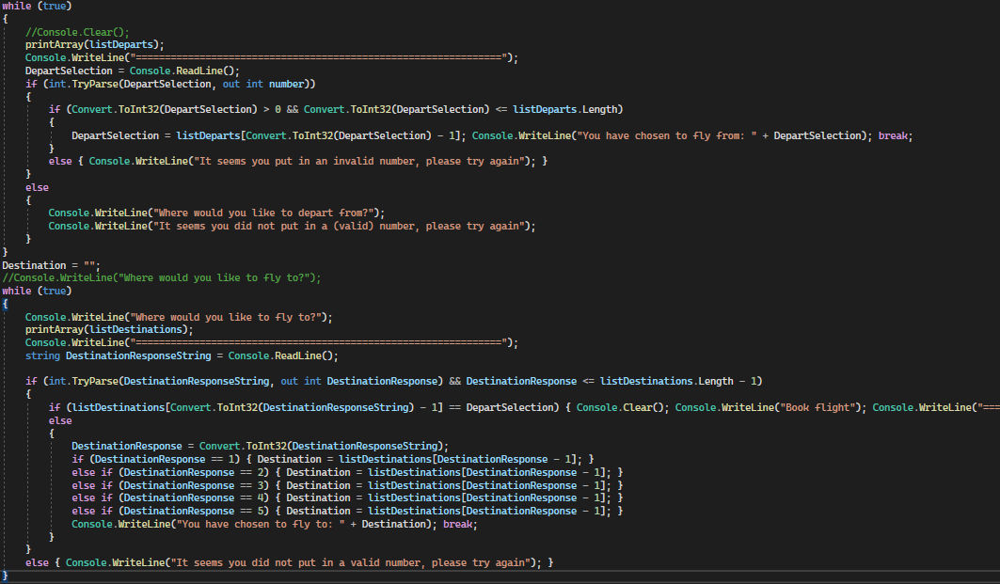 while (true)
{
    //Console.Clear();
    printArray(listDeparts);
    Console.WriteLine("===============================================================");
    DepartSelection = Console.ReadLine();
    if (int.TryParse(DepartSelection, out int number))
    {
        if (Convert.ToInt32(DepartSelection) > 0 && Convert.ToInt32(DepartSelection) <= listDeparts.Length)
        {
            DepartSelection = listDeparts[Convert.ToInt32(DepartSelection) - 1]; Console.WriteLine("You have chosen to fly from: " + DepartSelection); break;
        }
        else { Console.WriteLine("It seems you put in an invalid number, please try again"); }
    }
    else
    {
        Console.WriteLine("Where would you like to depart from?");
        Console.WriteLine("It seems you did not put in a (valid) number, please try again");
    }
}
Destination = "";
//Console.WriteLine("Where would you like to fly to?");
while (true)
{
    Console.WriteLine("Where would you like to fly to?");
    printArray(listDestinations);
    Console.WriteLine("===============================================================");
    string DestinationResponseString = Console.ReadLine();

    if (int.TryParse(DestinationResponseString, out int DestinationResponse) && DestinationResponse <= listDestinations.Length - 1)
    {
        if (listDestinations[Convert.ToInt32(DestinationResponseString) - 1] == DepartSelection) { Console.Clear(); Console.WriteLine("Book flight"); Console.WriteLine("===
        else
        {
            DestinationResponse = Convert.ToInt32(DestinationResponseString);
            if (DestinationResponse == 1) { Destination = listDestinations[DestinationResponse - 1]; }
            else if (DestinationResponse == 2) { Destination = listDestinations[DestinationResponse - 1]; }
            else if (DestinationResponse == 3) { Destination = listDestinations[DestinationResponse - 1]; }
            else if (DestinationResponse == 4) { Destination = listDestinations[DestinationResponse - 1]; }
            else if (DestinationResponse == 5) { Destination = listDestinations[DestinationResponse - 1]; }
            Console.WriteLine("You have chosen to fly to: " + Destination); break;
        }
    }
    else { Console.WriteLine("It seems you did not put in a valid number, please try again"); }
}